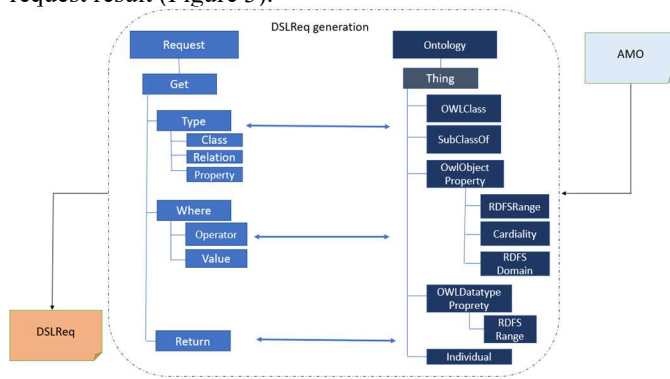 request result (Figure 3).
DSLReq generation
Request
Get
Type
Class
Relation
Property
Where
Operator
Value
Return
Ontology
Thing
OWLClass
SubClassOf
OwlObject
Property
RDFSRange
Cardiality
RDFS
Domain
OWLDatatype
Proprety
RDFS
Range
Individual
AMO
DSLReq